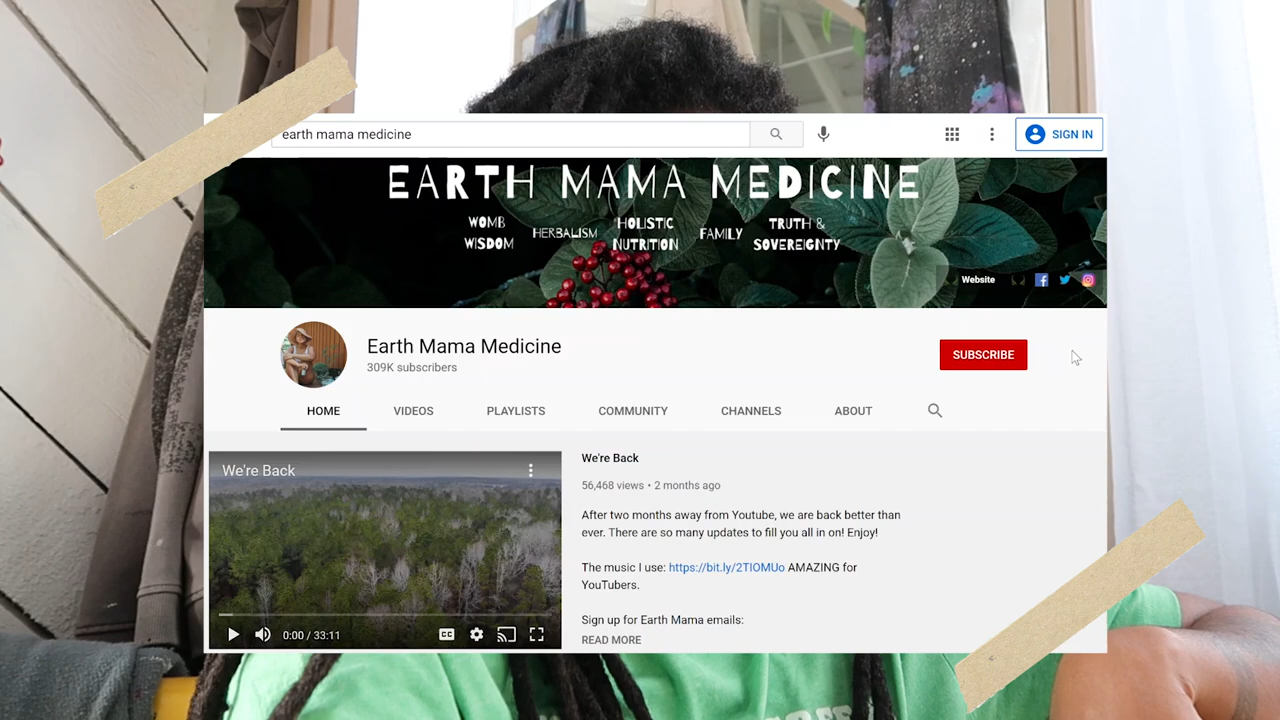 earth mama medicine
SIGN IN
EARTH MAMA MEDICINE
WOMB WISDOM
HERBALISM
HOLISTIC NUTRITION
FAMILY
TRUTH & SOVEREIGNTY
Website
Earth Mama Medicine
309K subscribers
SUBSCRIBE
HOME VIDEOS PLAYLISTS COMMUNITY CHANNELS ABOUT
We're Back
0:00 / 33:11
CC
We're Back
56,468 views • 2 months ago
After two months away from Youtube, we are back better than
ever. There are so many updates to fill you all in on! Enjoy!
The music I use: https://bit.ly/2TIOMUo AMAZING for
YouTubers.
Sign up for Earth Mama emails:
READ MORE